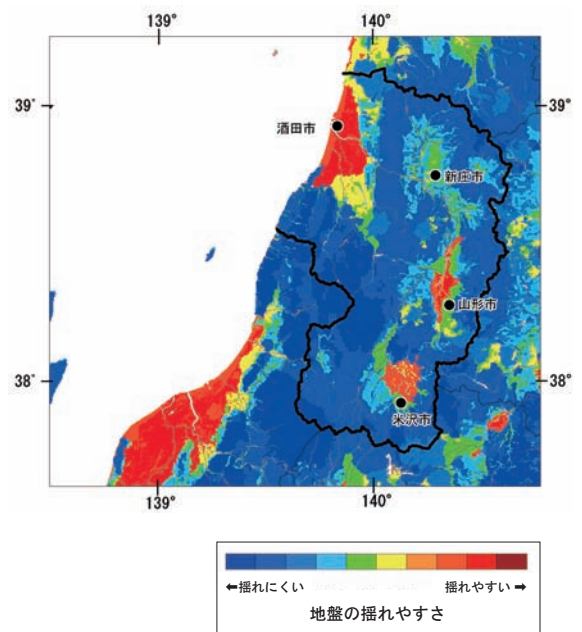 139° 140°
39° 39°
酒田市
新庄市
山形市
38° 38°
米沢市
139° 140°
←揺れにくい 揺れやすい➡
地盤の揺れやすさ